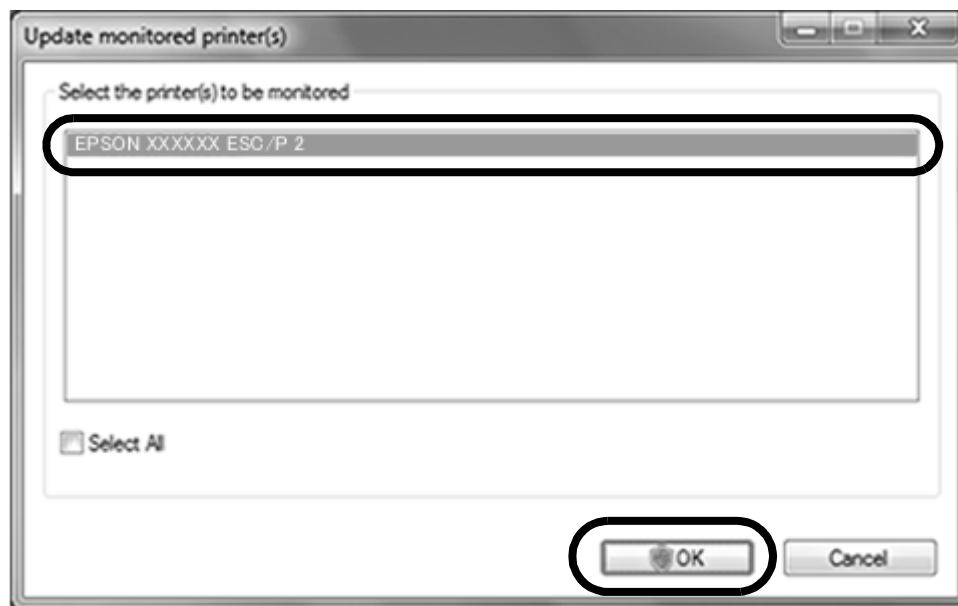 Update monitored printer(s)
Select the printer(s) to be monitored
EPSON XXXXXX ESC/P 2
Select All
OK
Cancel